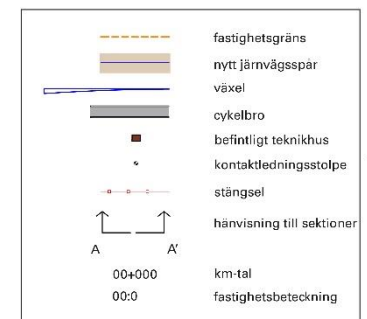 fastighetsgräns
nytt järnvägsspår
växel
cykelbro
befintligt teknikhus
kontaktledningsstolpe
stängsel
hänvisning till sektioner
A A'
00+000 km-tal
00:0 fastighetsbeteckning